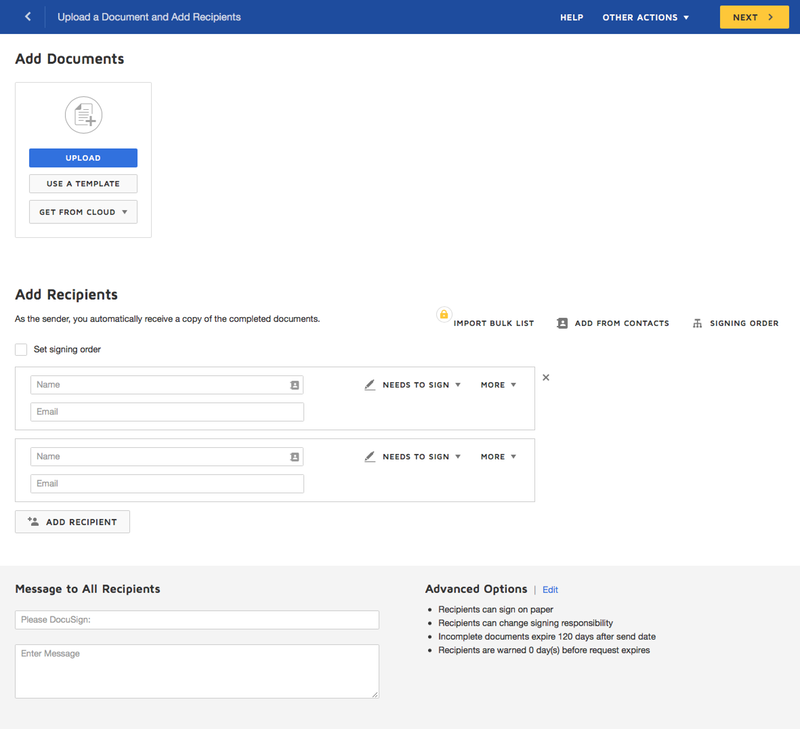 Upload a Document and Add Recipients
HELP
OTHER ACTIONS
NEXT
Add Documents
UPLOAD
USE A TEMPLATE
GET FROM CLOUD
Add Recipients
As the sender, you automatically receive a copy of the completed documents.
IMPORT BULK LIST
ADD FROM CONTACTS
SIGNING ORDER
Set signing order
Name
NEEDS TO SIGN
MORE
Email
Name
NEEDS TO SIGN
MORE
Email
ADD RECIPIENT
Message to All Recipients
Please DocuSign:
Enter Message
Advanced Options | Edit
Recipients can sign on paper
Recipients can change signing responsibility
Incomplete documents expire 120 days after send date
Recipients are warned 0 day(s) before request expires